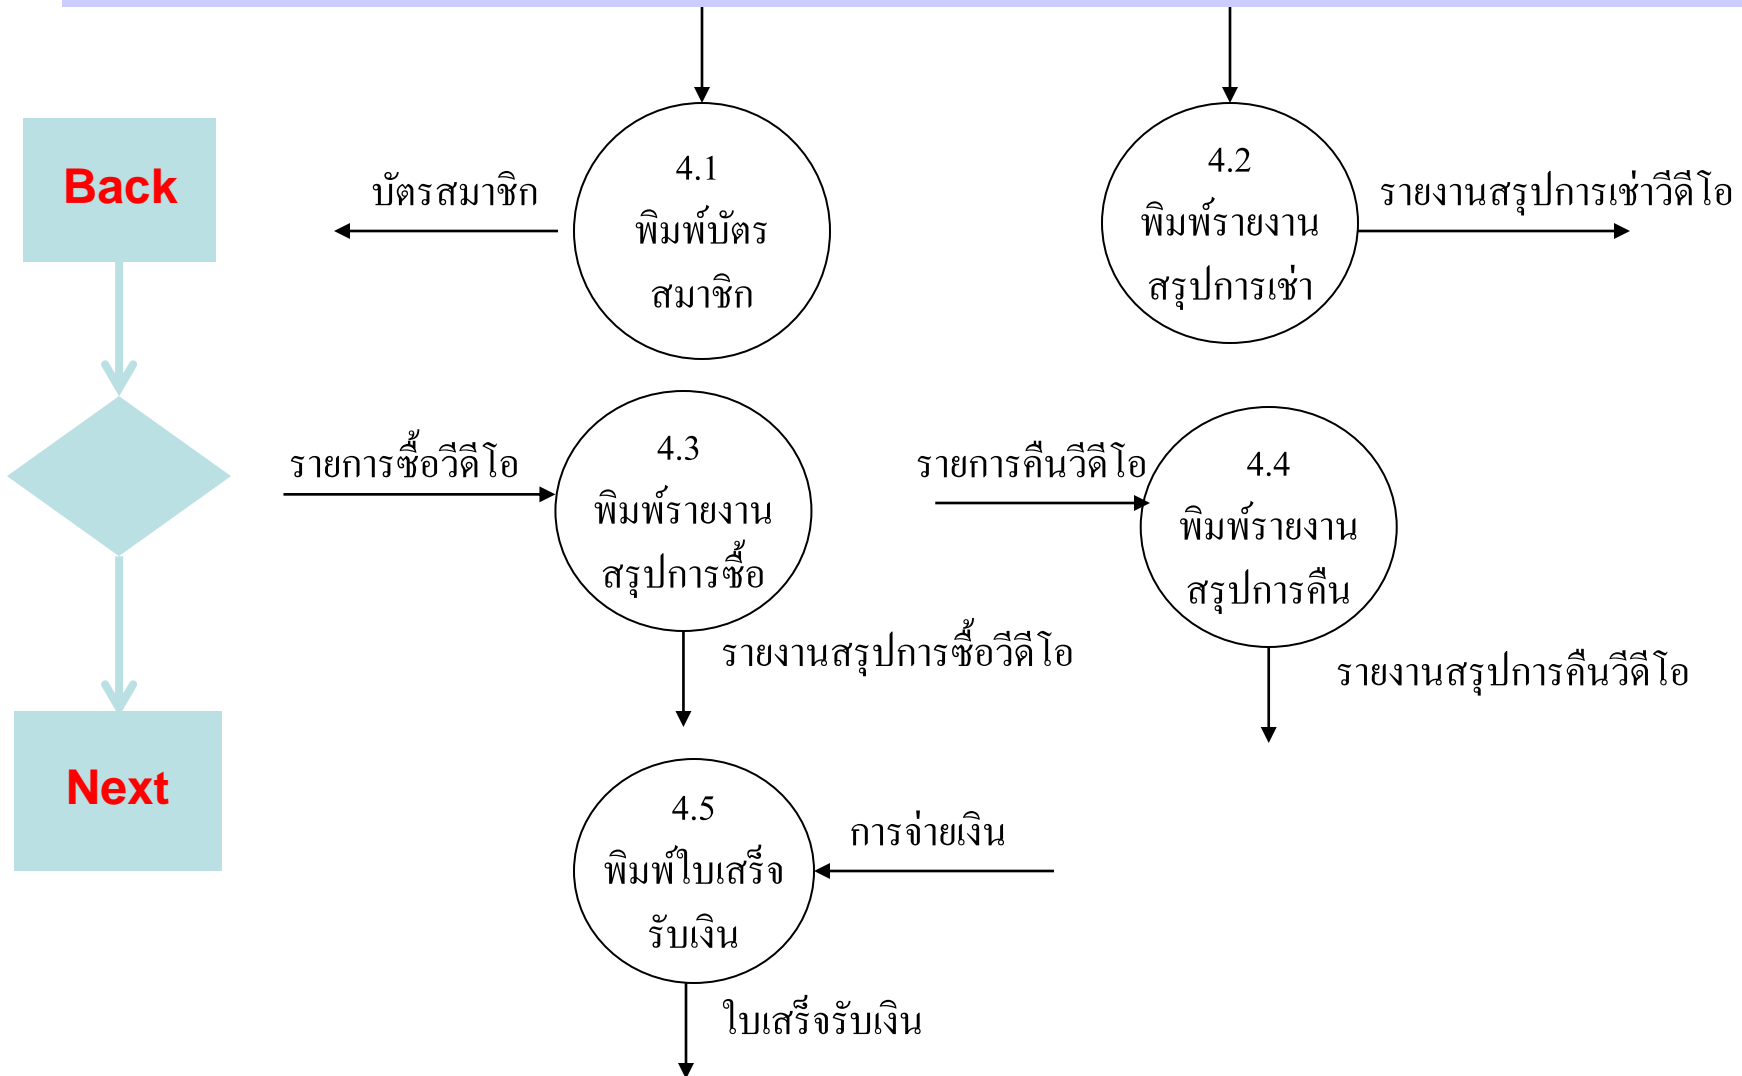 Back
บัตรสมาชิก
4.1
พิมพ์บัตร
สมาชิก
4.2
พิมพ์รายงาน
สรุปการเช่า
รายงานสรุปการเช่าวีดีโอ
รายการซื้อวีดีโอ
4.3
พิมพ์รายงาน
สรุปการซื้อ
รายการคืนวีดีโอ
4.4
พิมพ์รายงาน
สรุปการคืน
รายงานสรุปการซื้อวีดีโอ
รายงานสรุปการคืนวีดีโอ
Next
4.5
พิมพ์ใบเสร็จ
รับเงิน
การจ่ายเงิน
ใบเสร็จรับเงิน